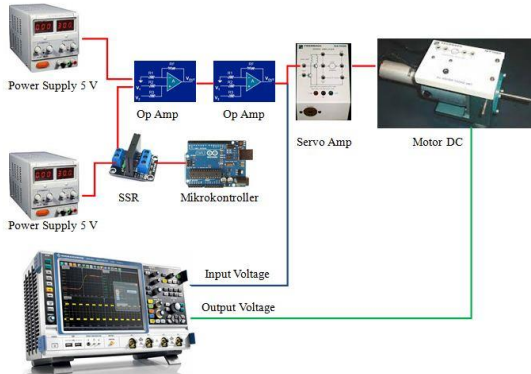 Power Supply 5 V
Op Amp
Op Amp
Servo Amp
Motor DC
Power Supply 5 V
SSR
Mikrokontroller
Input Voltage
Output Voltage